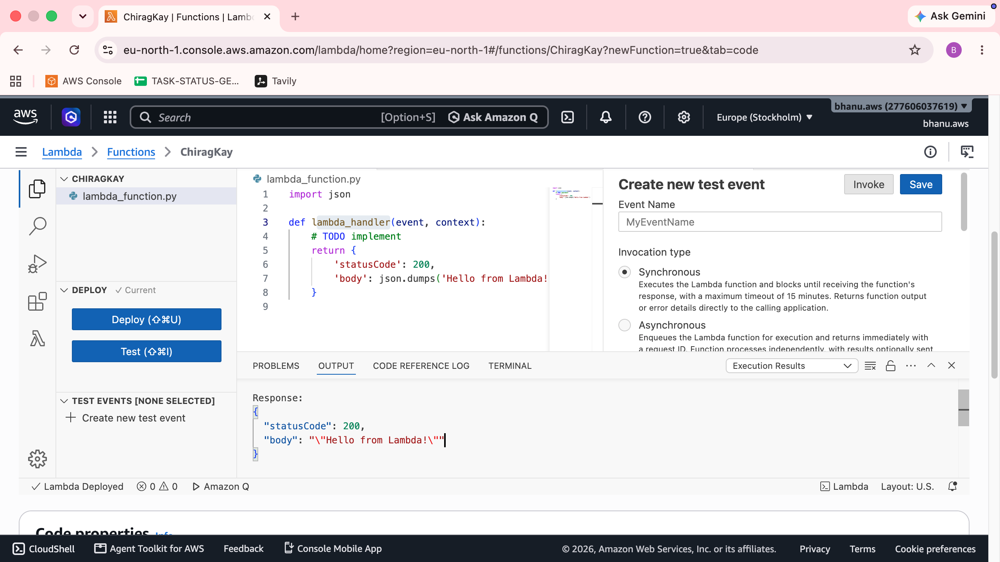 ChiragKay | Functions | Lamb
Ask Gemini
eu-north-1.console.aws.amazon.com/lambda/home?region=eu-north-1#/functions/ChiragKay?newFunction=true&tab=code
B
AWS Console
TASK-STATUS-GE...
Tavily
aws
Search
[Option+S]
Ask Amazon Q
Europe (Stockholm) ▼
bhanu.aws (277606037619) ▼
bhanu.aws
Lambda > Functions > ChiragKay
CHIRAGKAY
lambda_function.py
DEPLOY ✓ Current
Deploy (⇧⌘U)
Test (⇧⌘I)
TEST EVENTS [NONE SELECTED]
+ Create new test event
lambda_function.py
1 import json
2
3 def lambda_handler(event, context):
4 # TODO implement
5 return {
6 'statusCode': 200,
7 'body': json.dumps('Hello from Lambda!
8 }
9
Create new test event
Invoke
Save
Event Name
MyEventName
Invocation type
Synchronous
Executes the Lambda function and blocks until receiving the function's
response, with a maximum timeout of 15 minutes. Returns function output
or error details directly to the calling application.
Asynchronous
Enqueues the Lambda function for execution and returns immediately with
a request ID. Function processes independently, with results optionally sent
PROBLEMS OUTPUT CODE REFERENCE LOG TERMINAL
Execution Results
Response:
{
"statusCode": 200,
"body": "\"Hello from Lambda!\""
}
Lambda Deployed 0 0 Amazon Q
Lambda Layout: U.S.
Code properties Info
CloudShell Agent Toolkit for AWS Feedback Console Mobile App
© 2026, Amazon Web Services, Inc. or its affiliates. Privacy Terms Cookie preferences